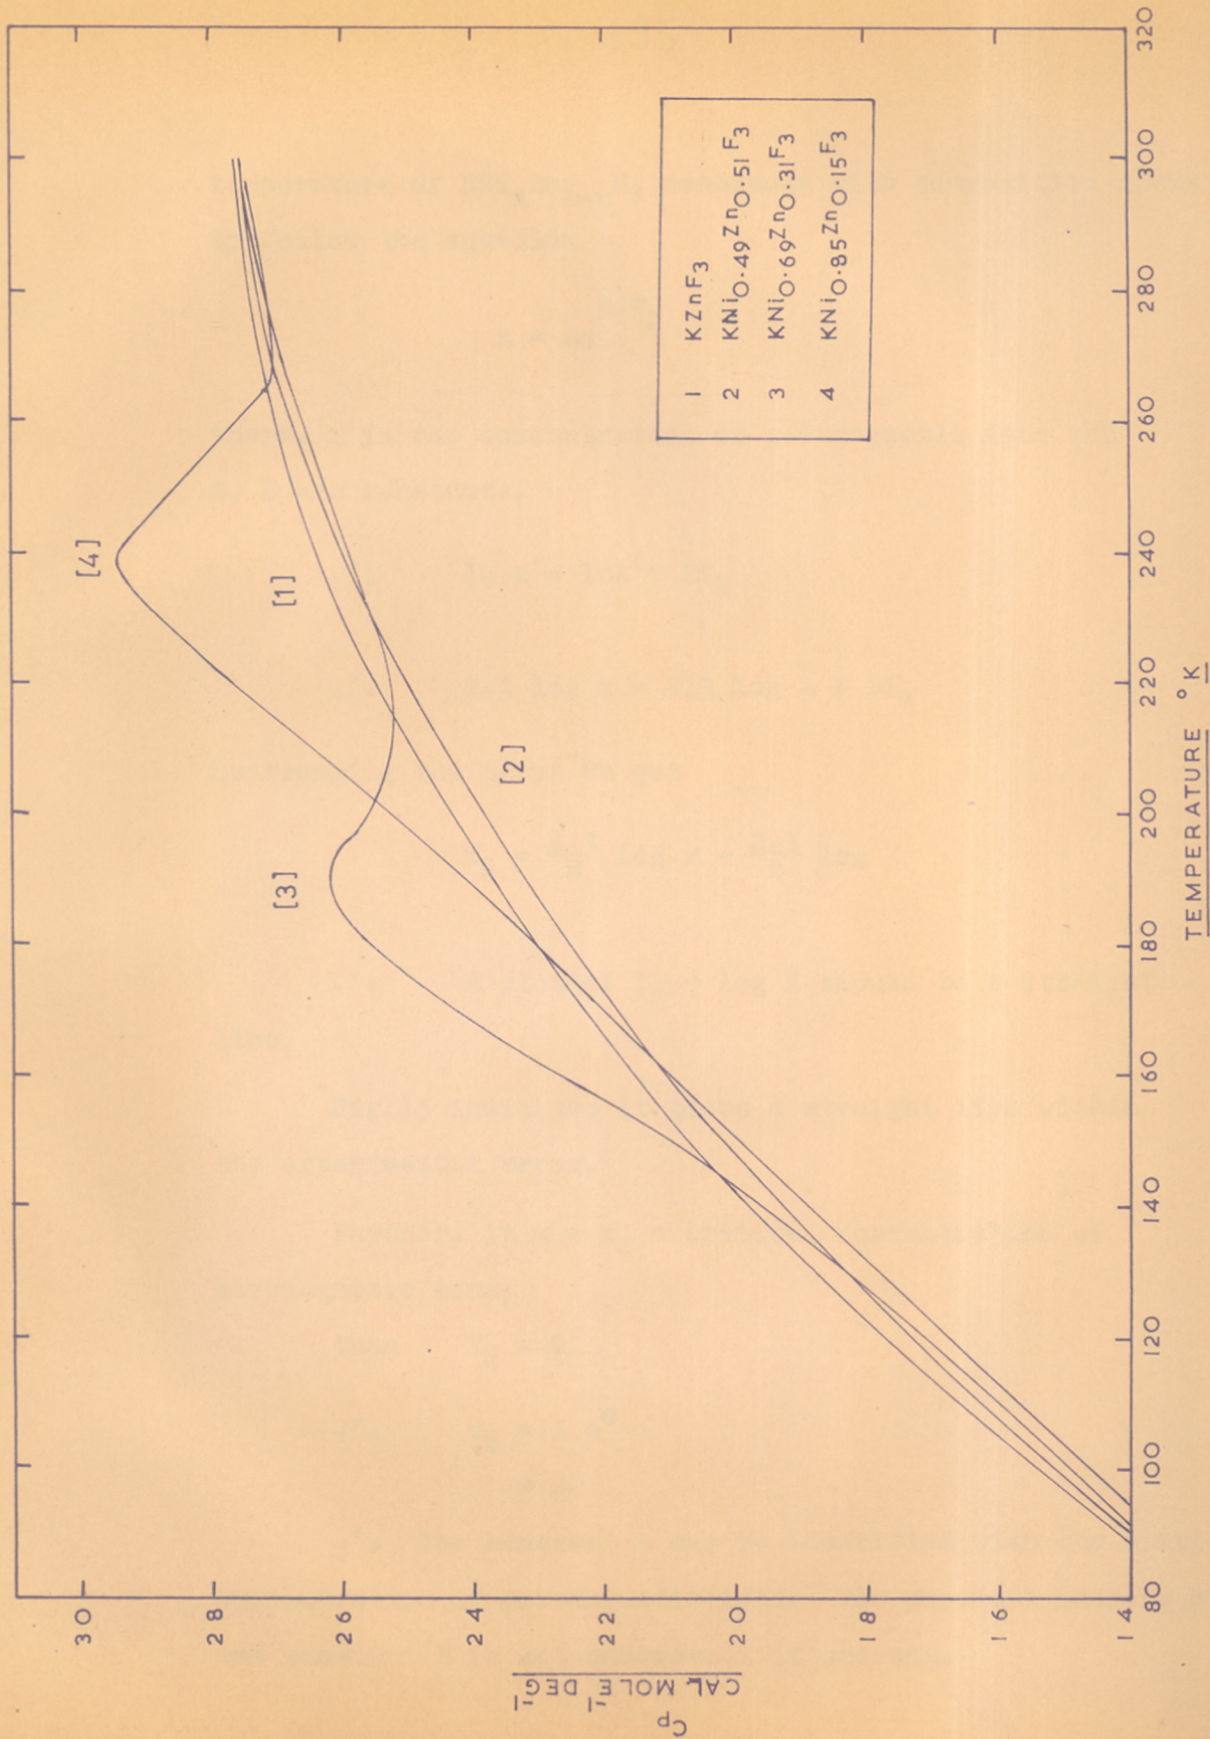 30
28
26
24
22
20
18
16
14
Cp
CAL MOLE-1 DEG-1
[4]
[1]
[3]
[2]
1 KZnF3
2 KNi0.49Zn0.51F3
3 KNi0.69Zn0.31F3
4 KNi0.85Zn0.15F3
80 100 120 140 160 180 200 220 240 260 280 300 320
TEMPERATURE °K